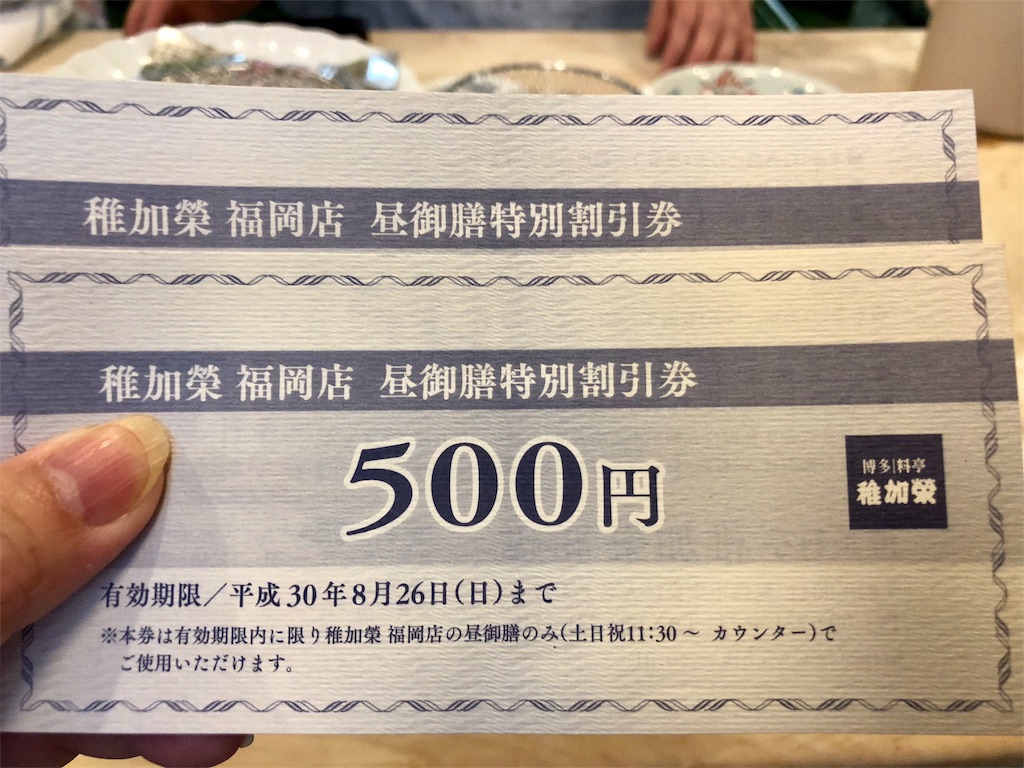 稚加榮 福岡店 昼御膳特別割引券
稚加榮 福岡店 昼御膳特別割引券
500円
博多|料亭
稚加榮
有効期限／平成30年8月26日(日)まで
※本券は有効期限内に限り稚加榮 福岡店の昼御膳のみ(土日祝11:30～ カウンター)で
ご使用いただけます。